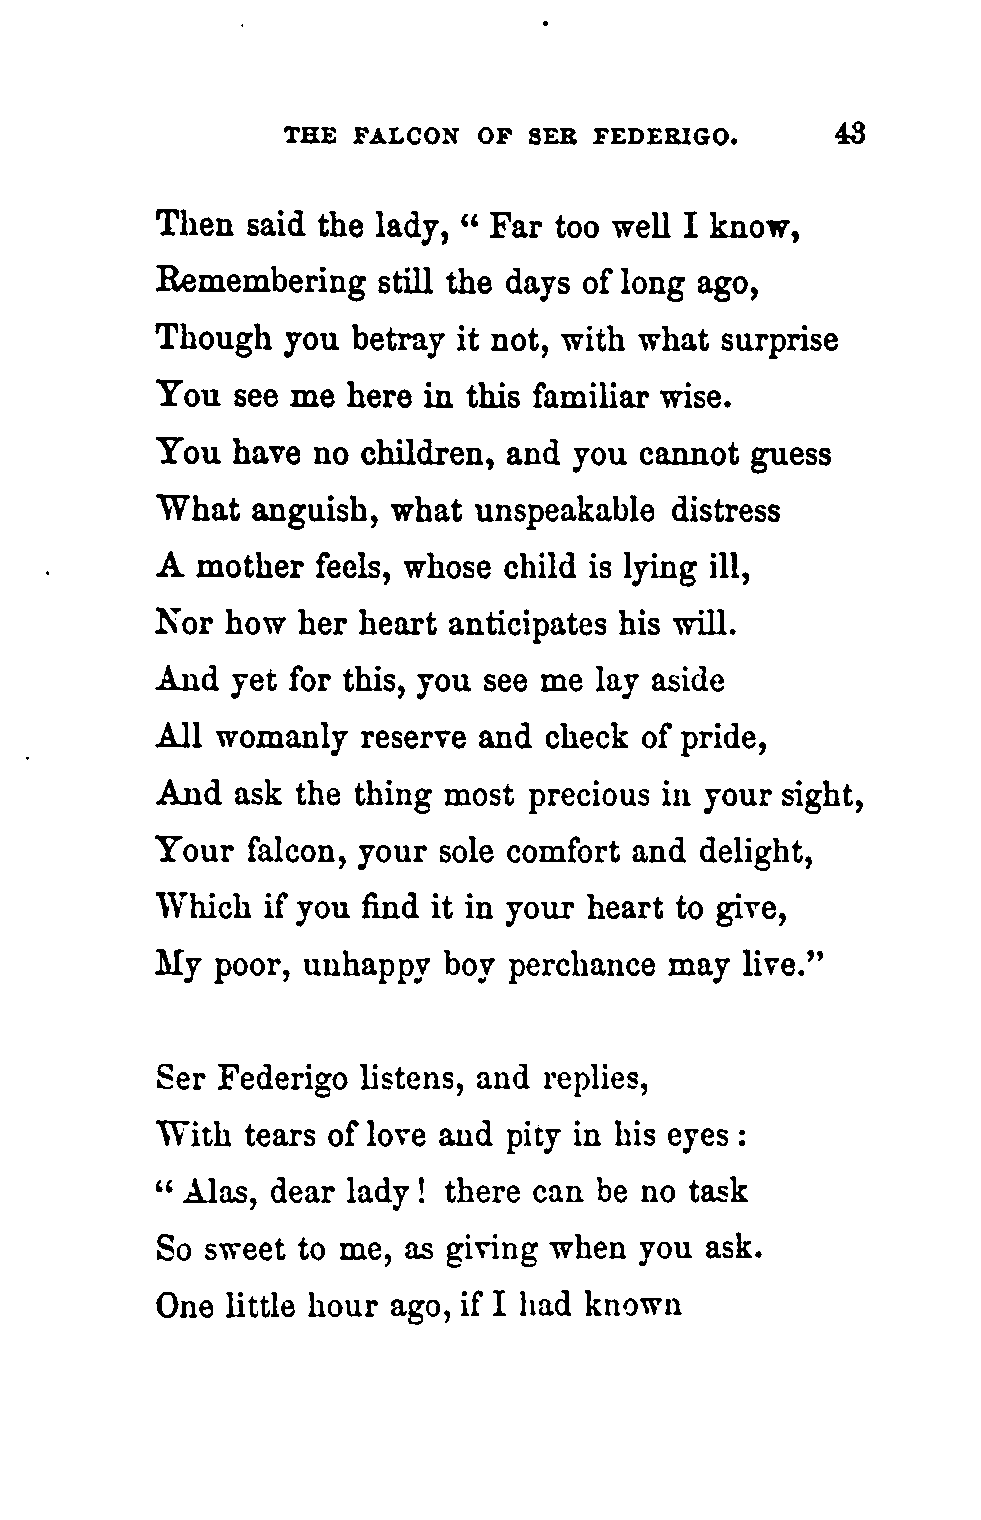 THE FALCON OF SER FEDERIGO. 43
Then said the lady, “ Far too well I know,
Remembering still the days of long ago,
Though you betray it not, with what surprise
You see me here in this familiar wise.
You have no children, and you cannot guess
What anguish, what unspeakable distress
A mother feels, whose child is lying ill,
Nor how her heart anticipates his will.
And yet for this, you see me lay aside
All womanly reserve and check of pride,
And ask the thing most precious in your sight,
Your falcon, your sole comfort and delight,
Which if you find it in your heart to give,
My poor, unhappy boy perchance may live.”
Ser Federigo listens, and replies,
With tears of love and pity in his eyes :
“ Alas, dear lady ! there can be no task
So sweet to me, as giving when you ask.
One little hour ago, if I had known